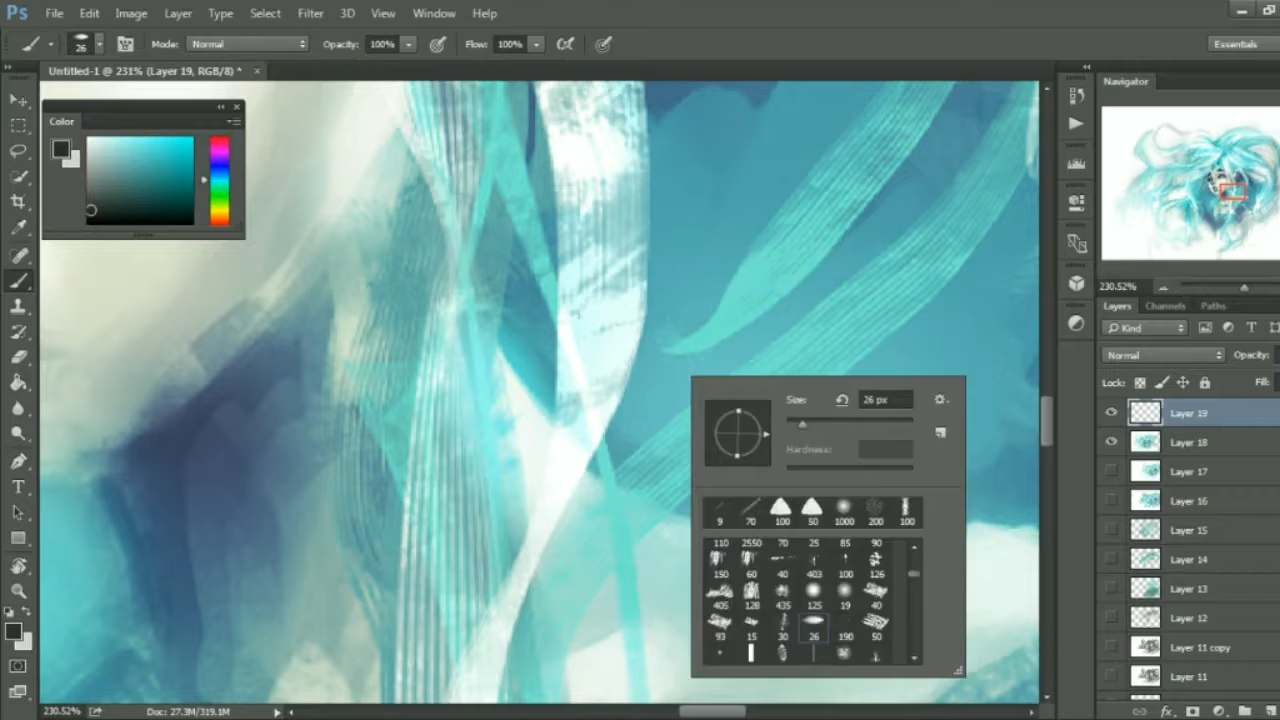 Ps File Edit Image Layer Type Select Filter 3D View Window Help
26 Mode: Normal Opacity: 100% Flow: 100% Essentials
Untitled-1 @ 231% (Layer 19, RGB/8) * ×
Color
Navigator
230.52%
Layers Channels Paths
Kind
Normal Opacity:
Lock: Fill:
Layer 19
Layer 18
Layer 17
Layer 16
Layer 15
Layer 14
Layer 13
Layer 12
Layer 11 copy
Layer 11
Size: 26 px
Hardness:
9 70 100 50 1000 200 100
110 2550 70 25 85 90
150 60 40 403 100 126
405 128 435 125 19 40
93 15 30 26 190 50
230.52% Doc: 27.3M/319.1M